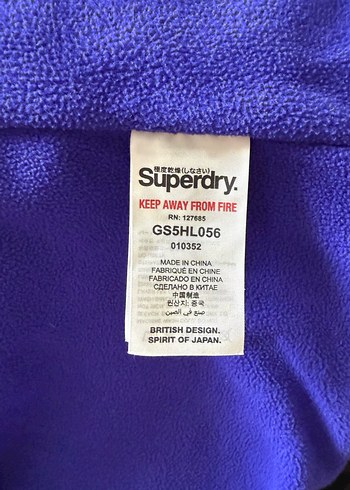 極度乾燥(しなさい)
Superdry.
KEEP AWAY FROM FIRE
RN: 127685
GS5HL056
010352
MADE IN CHINA
FABRIQUÉ EN CHINE
FABRICADO EN CHINA
СДЕЛАНО В КИТАЕ
中国制造
원산지: 중국
صنع في الصين
BRITISH DESIGN.
SPIRIT OF JAPAN.